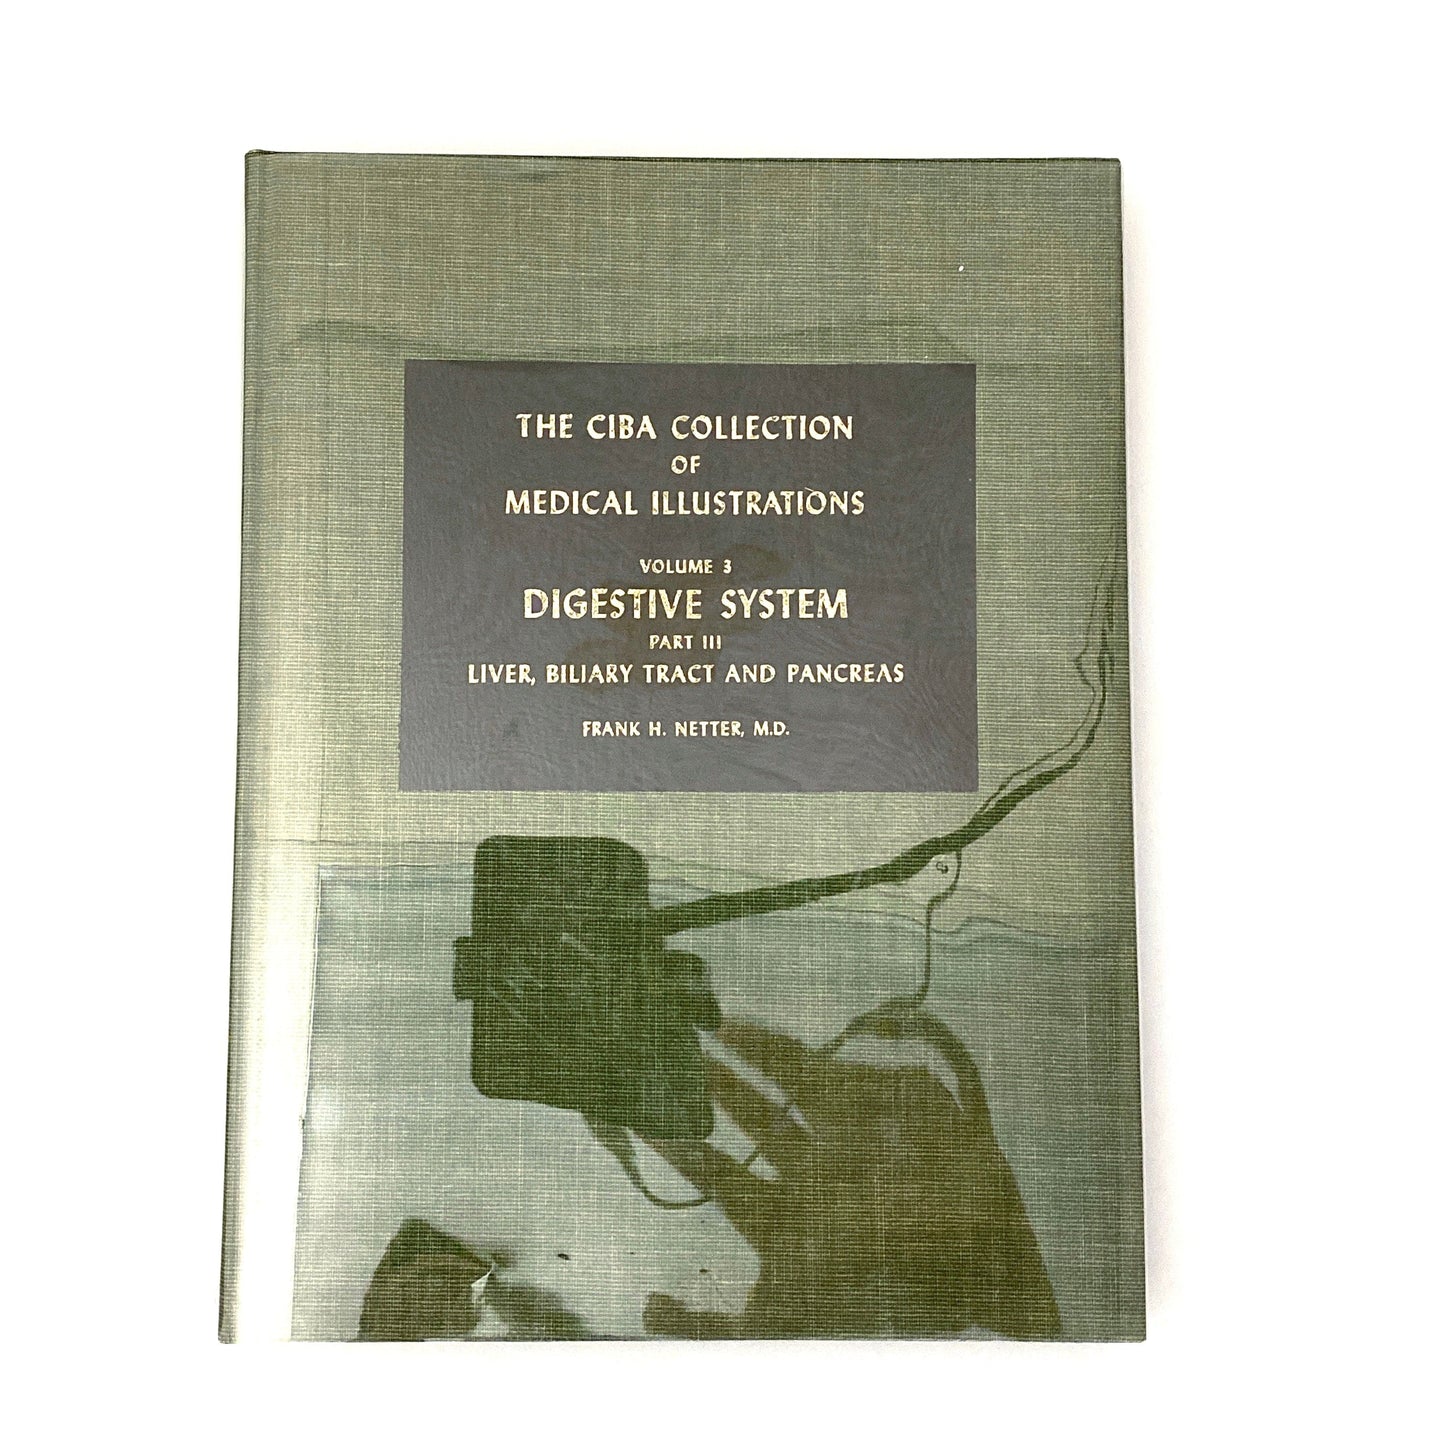 THE CIBA COLLECTION
OF
MEDICAL ILLUSTRATIONS
VOLUME 3
DIGESTIVE SYSTEM
PART III
LIVER, BILIARY TRACT AND PANCREAS
FRANK H. NETTER, M.D.